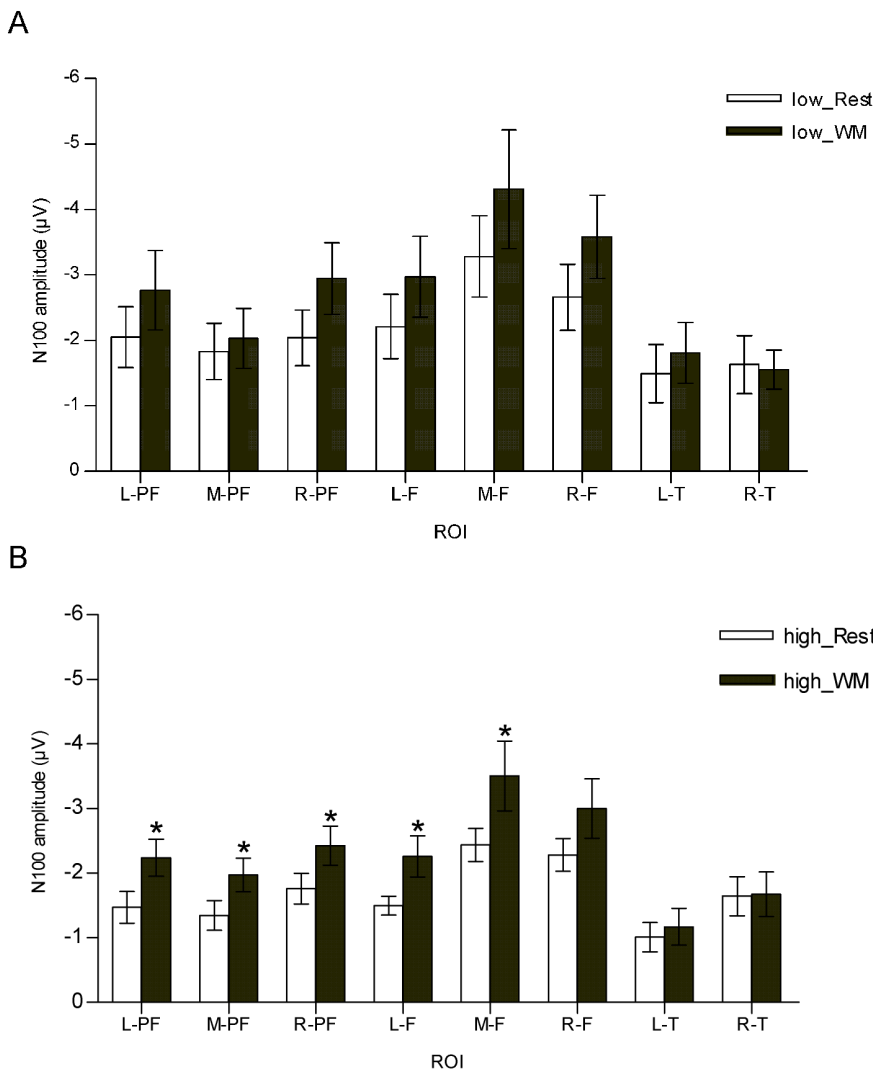 A
-6
-5
-4
-3
-2
-1
0
N100 amplitude (µV)
low_Rest
low_WM
L-PF M-PF R-PF L-F M-F R-F L-T R-T
ROI
B
-6
-5
-4
-3
-2
-1
0
N100 amplitude (µV)
high_Rest
high_WM
* * * * *
L-PF M-PF R-PF L-F M-F R-F L-T R-T
ROI